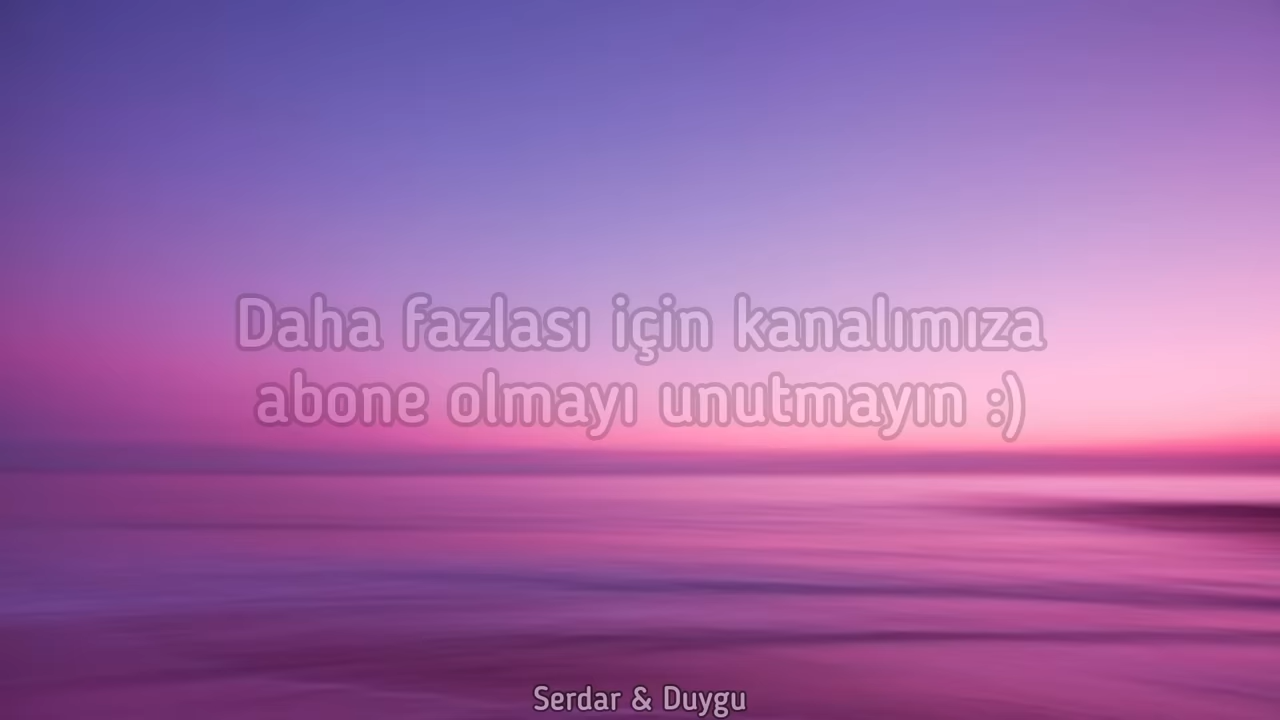 Daha fazlası için kanalımıza
abone olmayı unutmayın :)
Serdar & Duygu